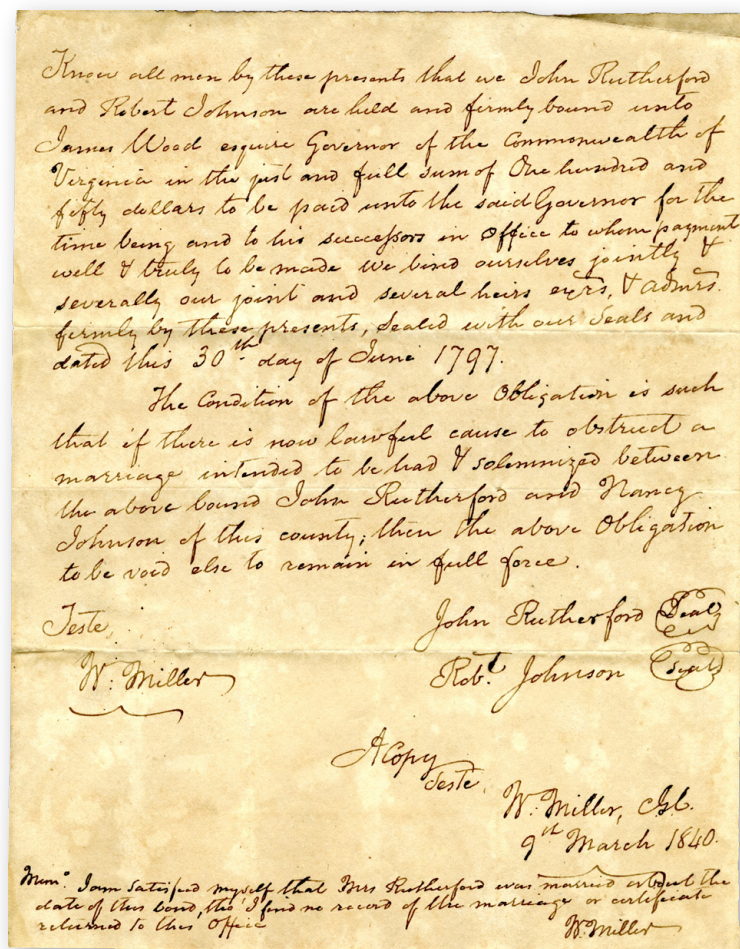 Know all men by these presents that we John Rutherford
and Robert Johnson are held and firmly bound unto
James Wood esquire Governor of the Commonwealth of
Virginia in the just and full sum of One hundred and
fifty dollars to be paid unto the said Governor for the
time being and to his successors in office to whom payment
well & truly to be made we bind ourselves jointly &
severally our joint and several heirs exrs, & admrs.
firmly by these presents, Sealed with our Seals and
dated this 30th day of June 1797.
The Condition of the above Obligation is such
that if there is now lawful cause to obstruct a
marriage intended to be had & solemnized between
the above bound John Rutherford and Nancy
Johnson of this county, then the above Obligation
to be void else to remain in full force.
Teste, John Rutherford (Seal)
W: Miller Robt. Johnson (Seal)
A Copy
Teste,
W: Miller,
9th March 1840.
Memo. I am satisfied myself that Mrs Rutherford was married about the
date of this bond, tho' I find no record of the marriage or certificate
returned to this Office
W: Miller